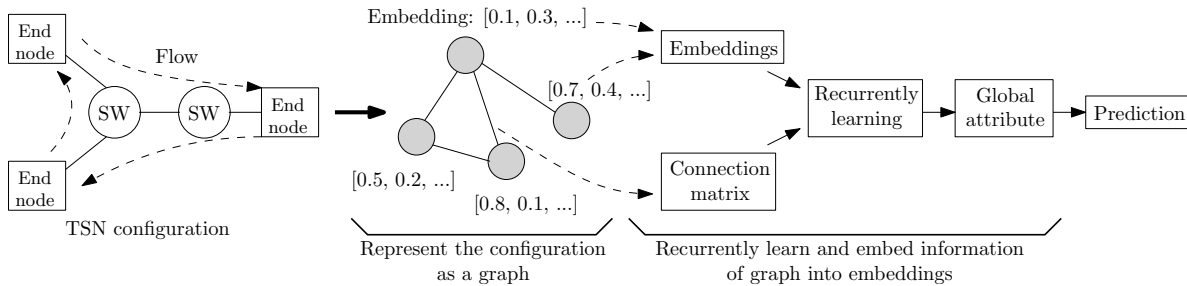 End
node
Flow
SW
SW
End
node
End
node
TSN configuration
Embedding: [0.1, 0.3, ...]
[0.7, 0.4, ...]
[0.5, 0.2, ...]
[0.8, 0.1, ...]
Represent the configuration
as a graph
Embeddings
Connection
matrix
Recurrently
learning
Global
attribute
Prediction
Recurrently learn and embed information
of graph into embeddings